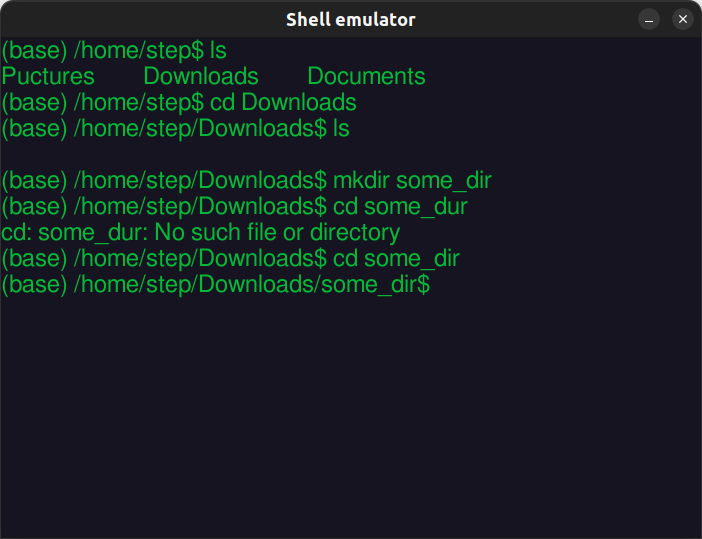 Shell emulator
(base) /home/step$ ls
Puctures Downloads Documents
(base) /home/step$ cd Downloads
(base) /home/step/Downloads$ ls
(base) /home/step/Downloads$ mkdir some_dir
(base) /home/step/Downloads$ cd some_dur
cd: some_dur: No such file or directory
(base) /home/step/Downloads$ cd some_dir
(base) /home/step/Downloads/some_dir$